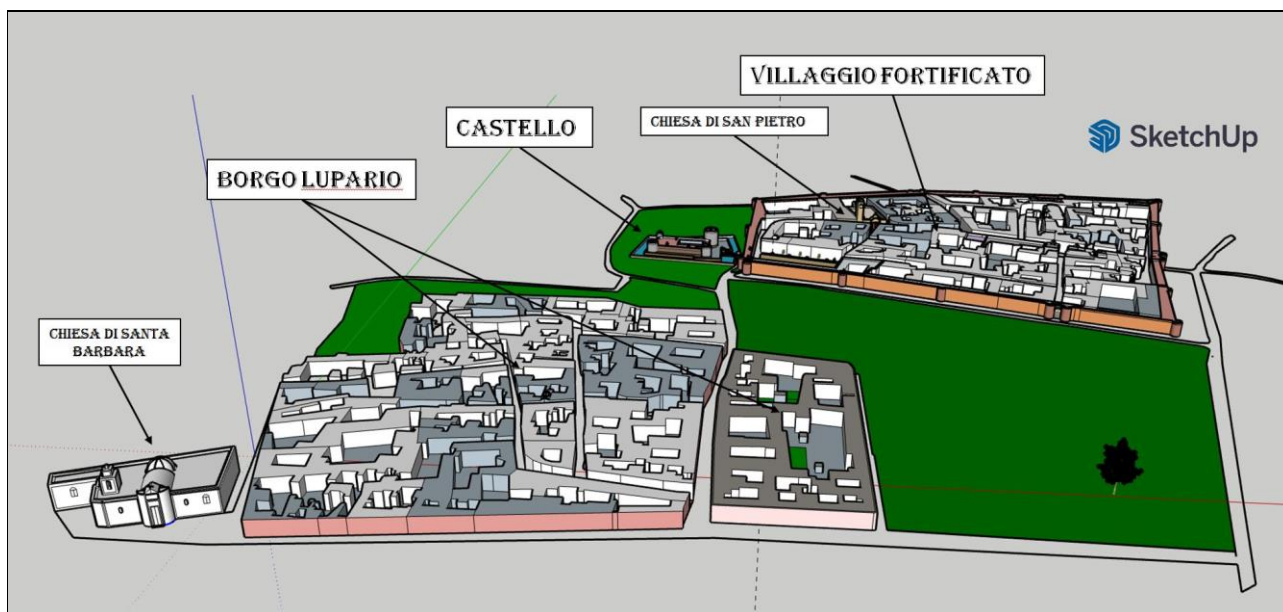 VILLAGGIO FORTIFICATO
CASTELLO
CHIESA DI SAN PIETRO
SketchUp
BORGO LUPARIO
CHIESA DI SANTA
BARBARA